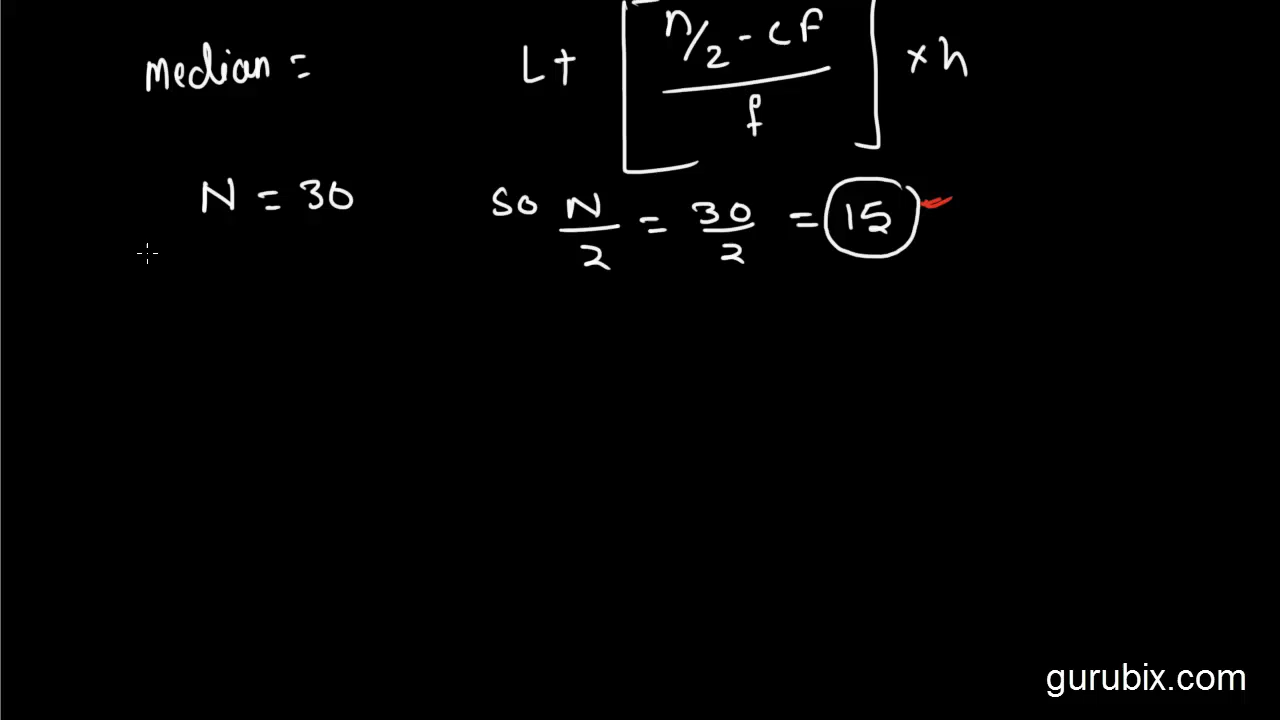 median = L + [ n/2 - cf / f ] × h
N = 30 so N/2 = 30/2 = 15
gurubix.com